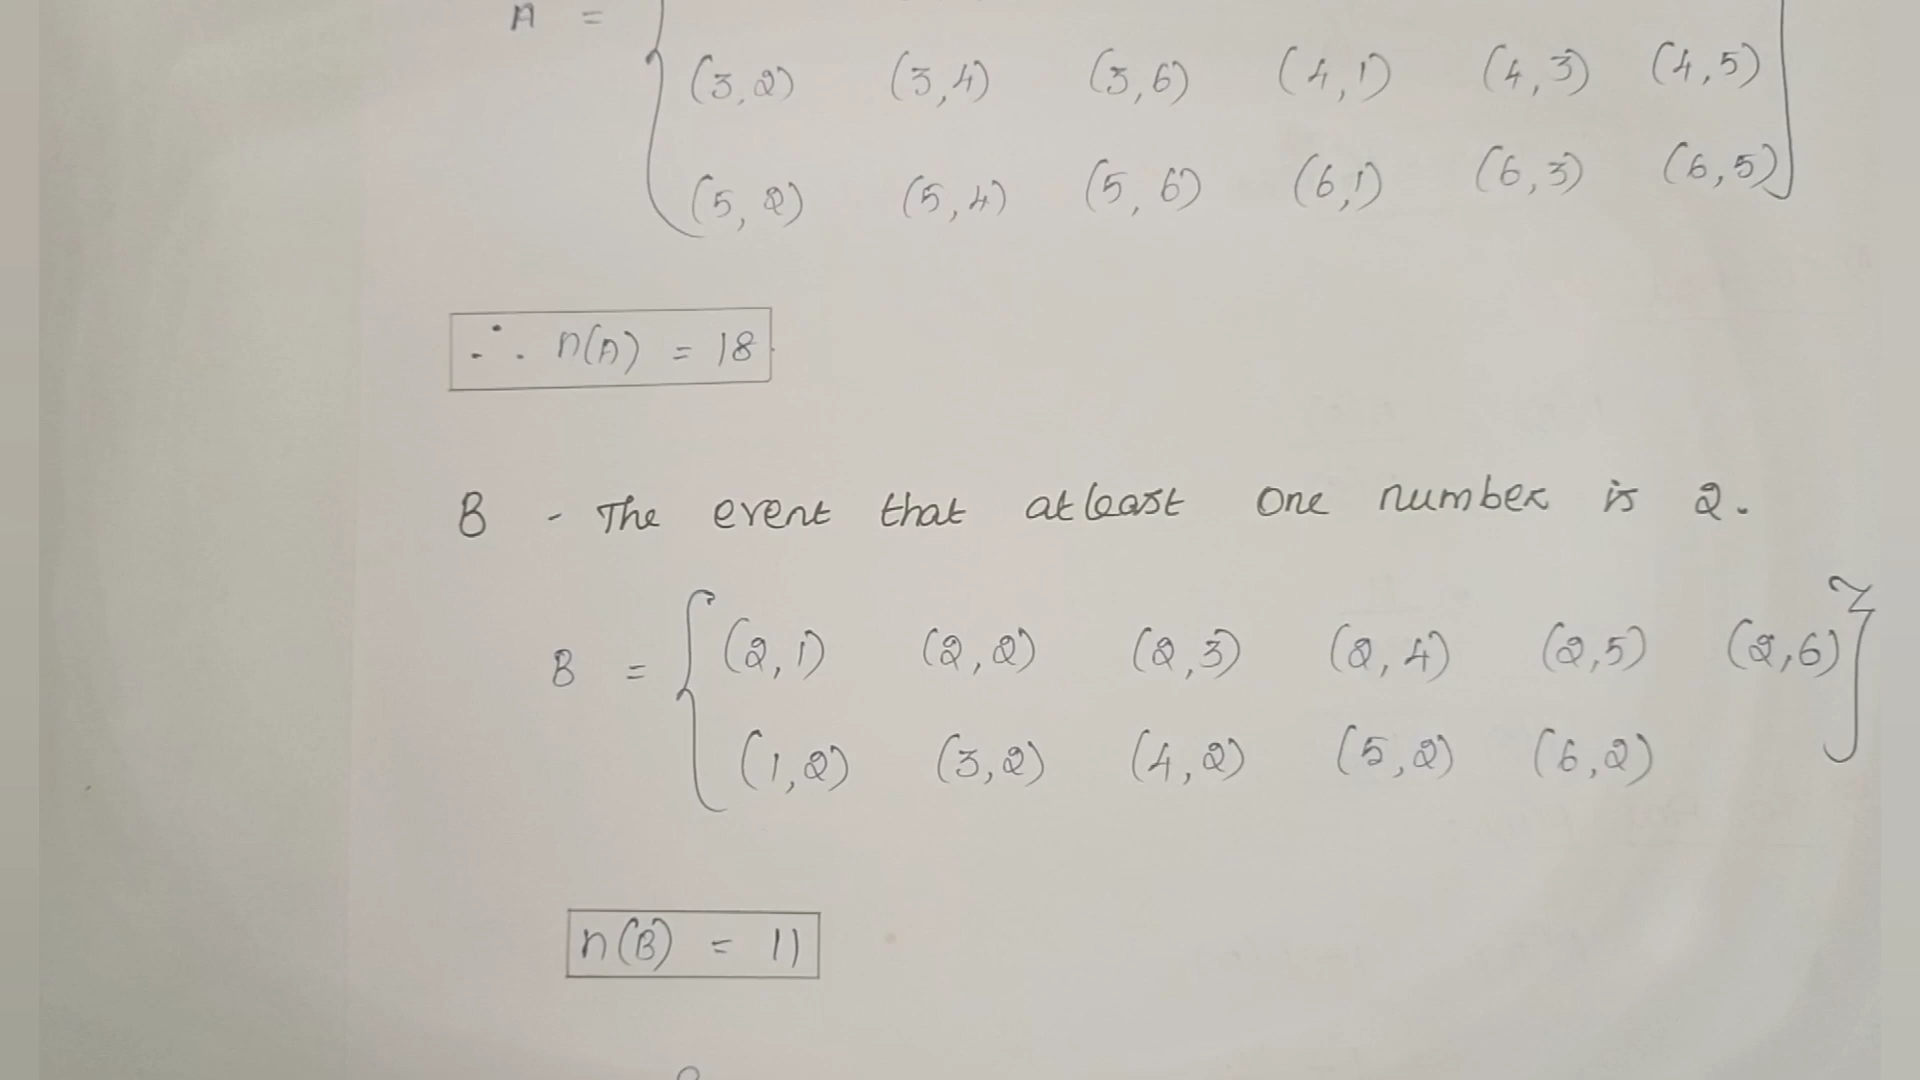 A =
(3,2) (3,4) (3,6) (4,1) (4,3) (4,5)
(5,2) (5,4) (5,6) (6,1) (6,3) (6,5)
∴ n(A) = 18
B - The event that atleast one number is 2.
B = { (2,1) (2,2) (2,3) (2,4) (2,5) (2,6) }
(1,2) (3,2) (4,2) (5,2) (6,2)
n(B) = 11